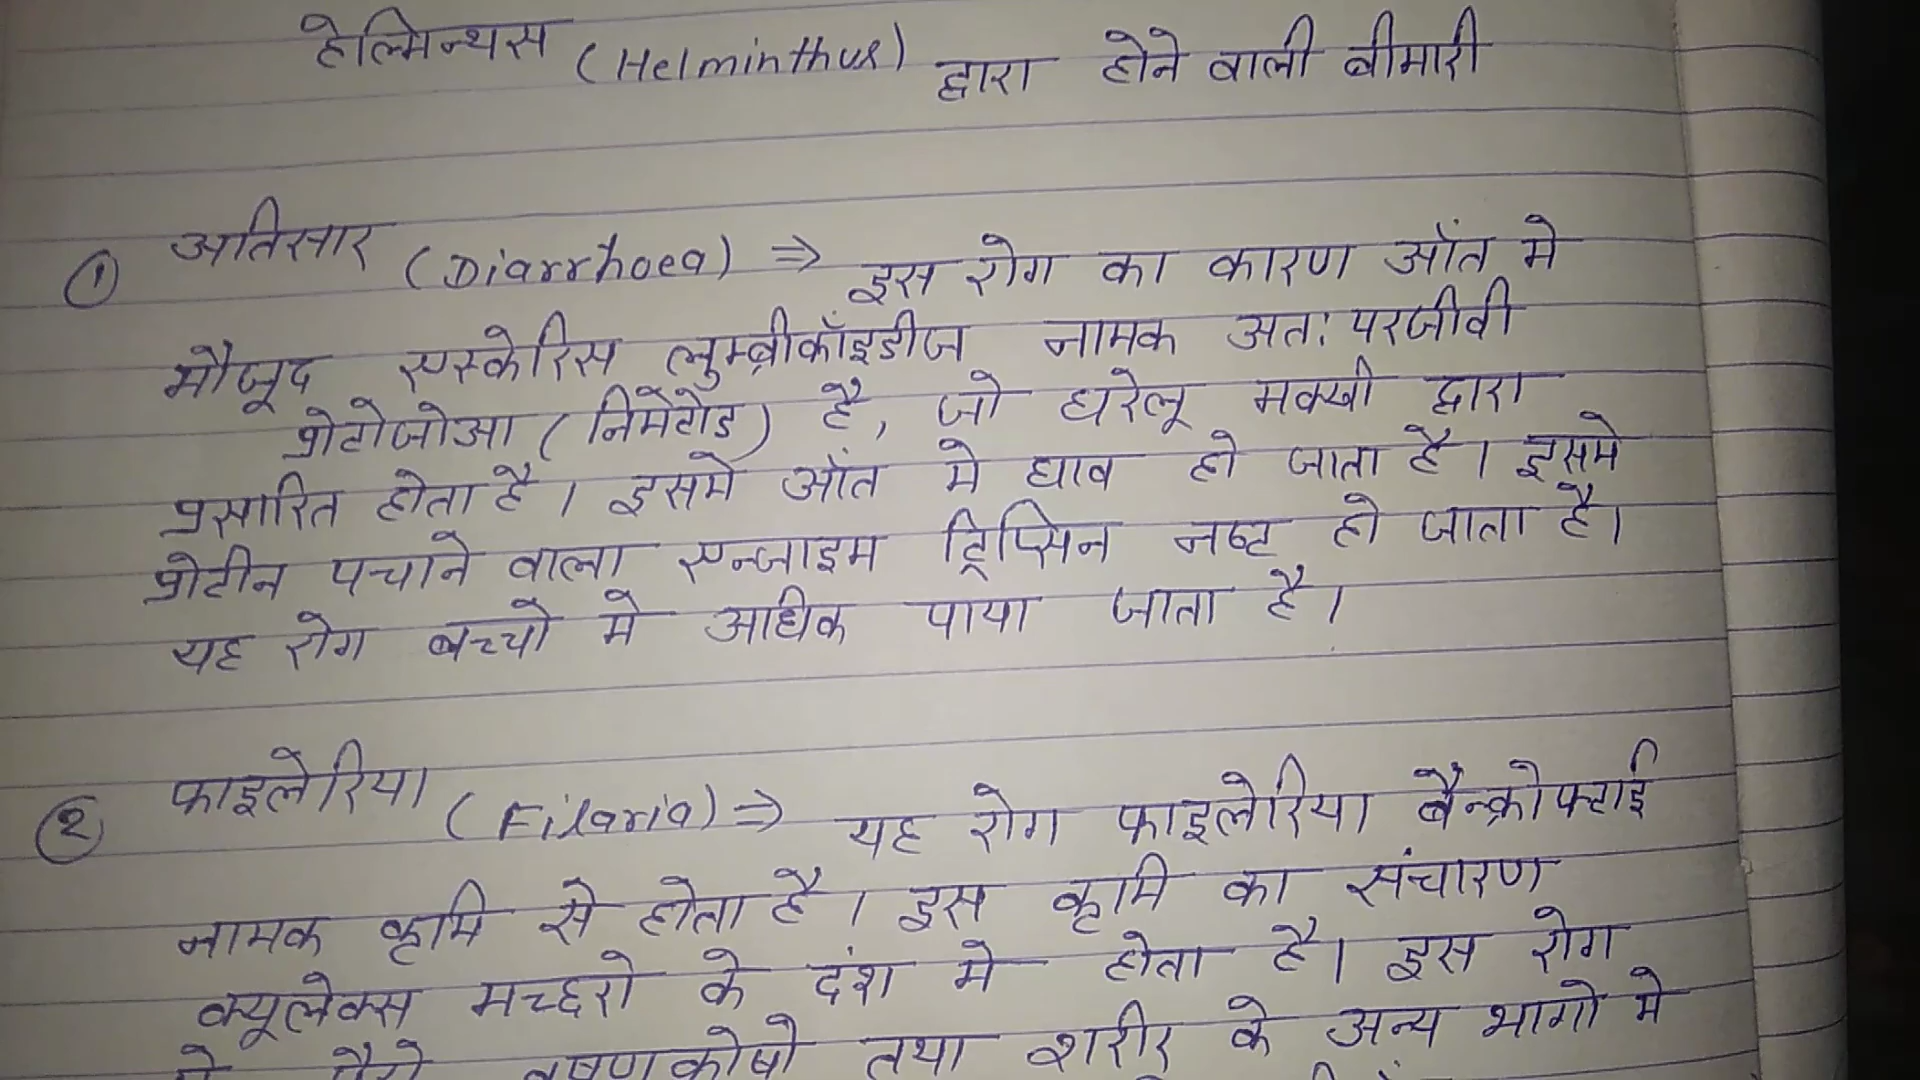 हेल्मिन्थस (Helminthus) द्वारा होने वाली बीमारी
① अतिसार (Diarrhoea) ⇒ इस रोग का कारण आँत मे
मौजूद एस्केरिस लुम्ब्रीकॉइडीज नामक अतः परजीवी
प्रोटोजोआ (निमेटोड) है, जो घरेलू मक्खी द्वारा
प्रसारित होता है। इसमें आँत मे घाव हो जाता है। इसमे
प्रोटीन पचाने वाला एन्जाइम ट्रिप्सिन नष्ट हो जाता है।
यह रोग बच्चो मे अधिक पाया जाता है।
② फाइलेरिया (Filaria) ⇒ यह रोग फाइलेरिया बैन्क्रोफ्टाई
नामक कृमि से होता है। इस कृमि का संचारण
क्यूलेक्स मच्छरो के दंश मे होता है। इस रोग
मे पैरो वृषणकोषो तथा शरीर के अन्य भागो मे